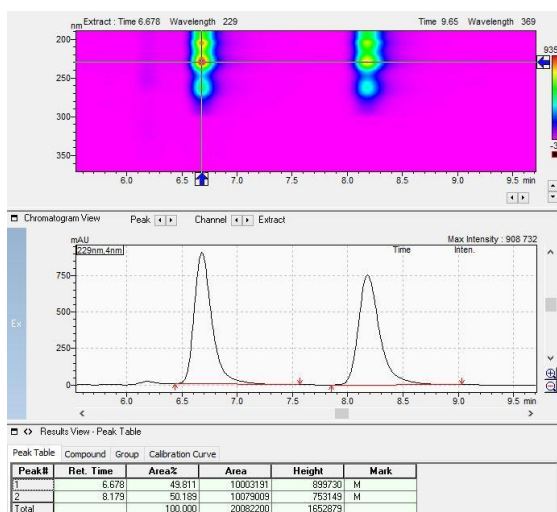 nm Extract : Time 6.678 Wavelength 229 Time 9.65 Wavelength 369
200
250
300
350
935
-3
6.0 6.5 7.0 7.5 8.0 8.5 9.0 9.5 min
Chromatogram View Peak Channel Extract
mAU Max Intensity : 908 732
229nm,4nm Time Inten.
750
500
250
0
6.0 6.5 7.0 7.5 8.0 8.5 9.0 9.5 min
Ex
Results View - Peak Table
Peak Table Compound Group Calibration Curve
Peak# Ret. Time Area% Area Height Mark
1 6.678 49.811 10003191 899730 M
2 8.179 50.189 10079009 753149 M
Total 100.000 20082200 1652879